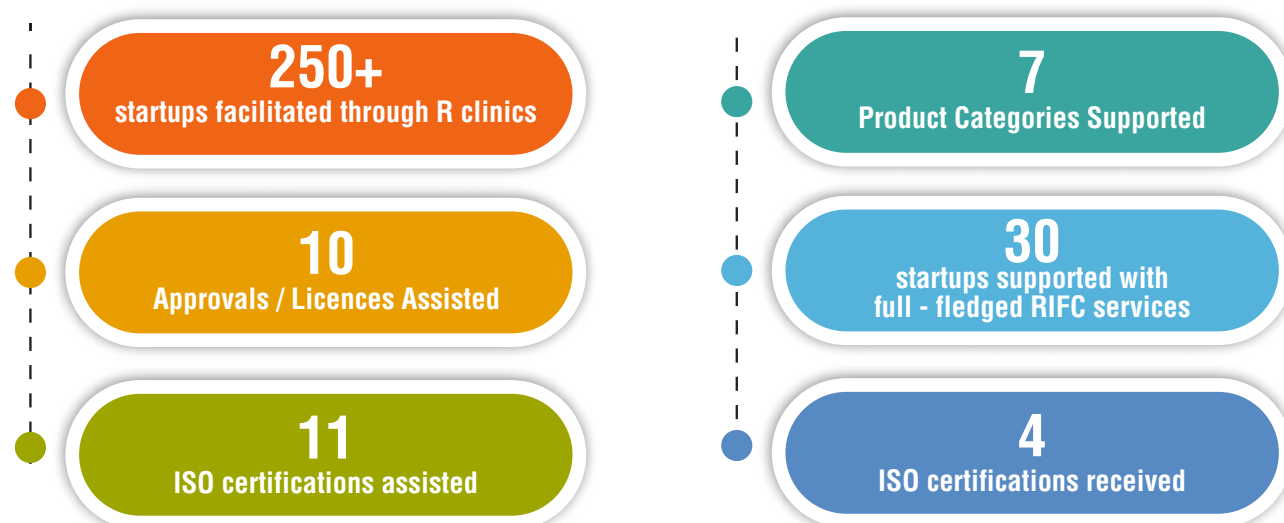 250+
startups facilitated through R clinics
10
Approvals / Licences Assisted
11
ISO certifications assisted
7
Product Categories Supported
30
startups supported with
full - fledged RIFC services
4
ISO certifications received